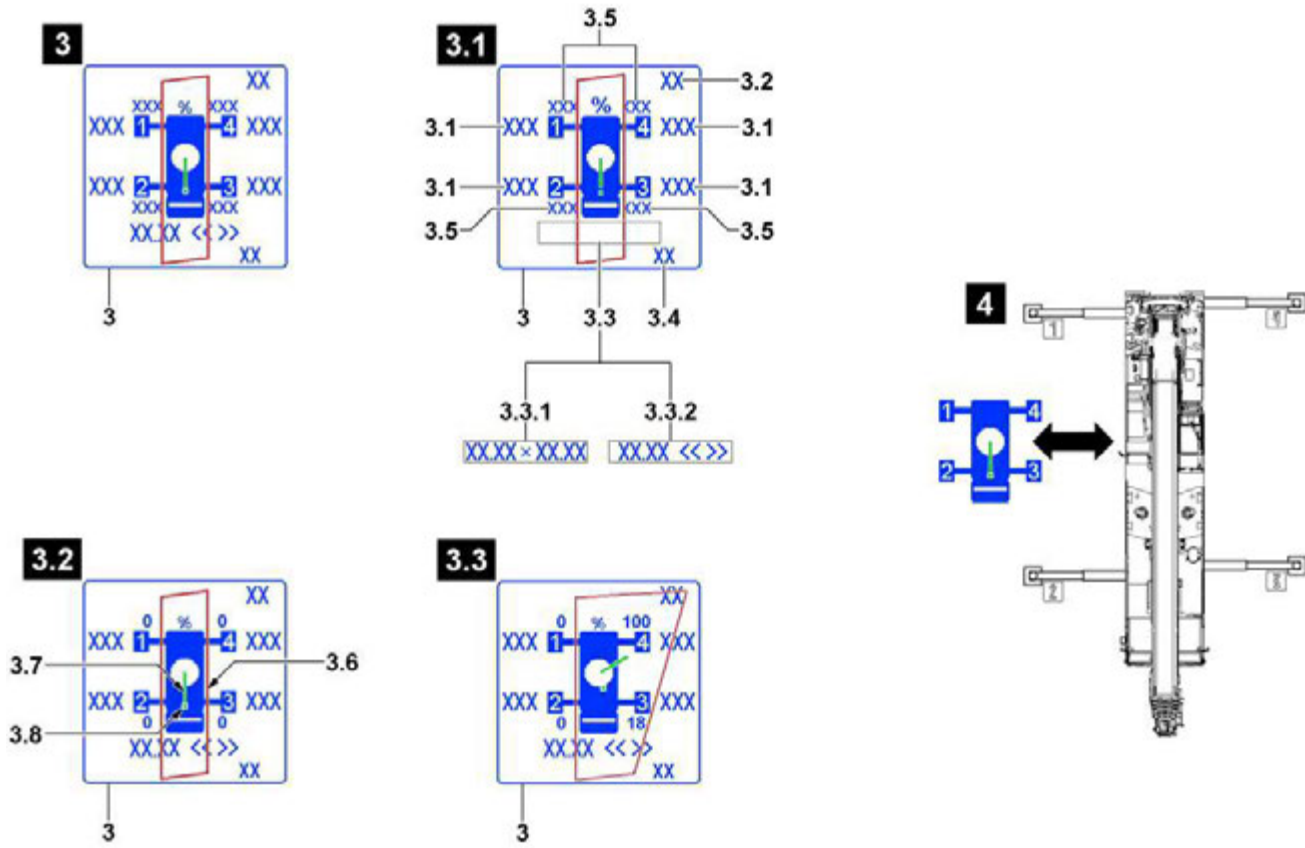 3
XX
XXX % XXX
XXX 1 4 XXX
XXX 2 3 XXX
XXX XXX
XX.XX << >>
XX
3
3.1
3.5
XX 3.2
XXX % XXX
3.1 XXX 1 4 XXX 3.1
3.1 XXX 2 3 XXX 3.1
3.5 XXX XXX 3.5
XX
3 3.3 3.4
3.3.1 3.3.2
XX.XX × XX.XX XX.XX << >>
4
1
1 4
2 3
2
3.2
XX
0 % 0
XXX 1 4 XXX
3.7 3.6
XXX 2 3 XXX
3.8 0 0
XX.XX << >>
XX
3
3.3
XX
0 % 100
XXX 1 4 XXX
XXX 2 3 XXX
0 18
XX.XX << >>
XX
3